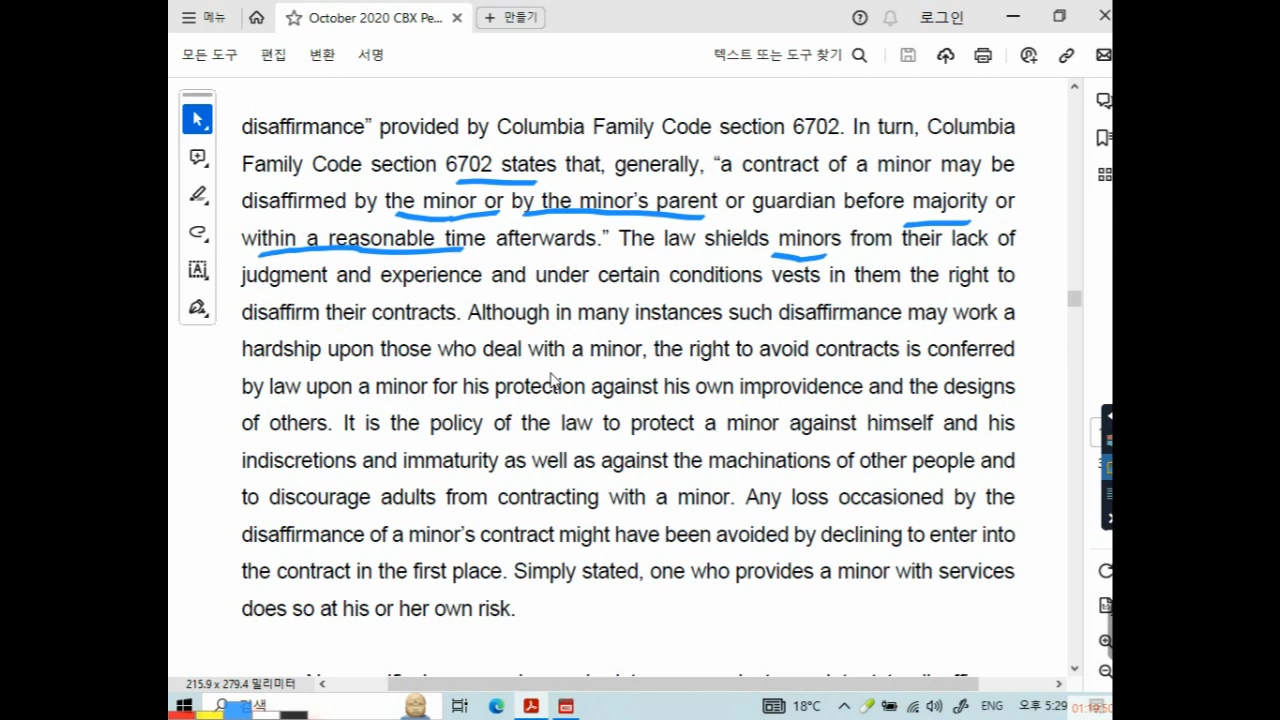 메뉴
October 2020 CBX Pe...
만들기
로그인
모든 도구 편집 변환 서명
텍스트 또는 도구 찾기
disaffirmance” provided by Columbia Family Code section 6702. In turn, Columbia
Family Code section 6702 states that, generally, “a contract of a minor may be
disaffirmed by the minor or by the minor’s parent or guardian before majority or
within a reasonable time afterwards.” The law shields minors from their lack of
judgment and experience and under certain conditions vests in them the right to
disaffirm their contracts. Although in many instances such disaffirmance may work a
hardship upon those who deal with a minor, the right to avoid contracts is conferred
by law upon a minor for his protection against his own improvidence and the designs
of others. It is the policy of the law to protect a minor against himself and his
indiscretions and immaturity as well as against the machinations of other people and
to discourage adults from contracting with a minor. Any loss occasioned by the
disaffirmance of a minor’s contract might have been avoided by declining to enter into
the contract in the first place. Simply stated, one who provides a minor with services
does so at his or her own risk.
215.9 x 279.4 밀리미터
검색
18°C
ENG
오후 5:29
01:19:50